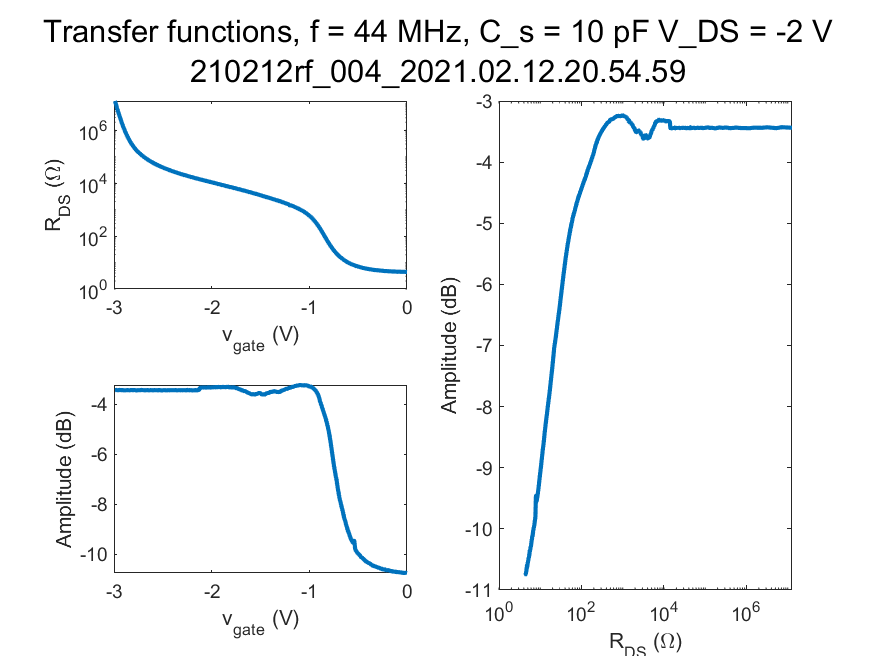 Transfer functions, f = 44 MHz, C_s = 10 pF V_DS = -2 V
210212rf_004_2021.02.12.20.54.59
R_DS (Ω)
10^6
10^4
10^2
10^0
-3 -2 -1 0
v_gate (V)
Amplitude (dB)
-4
-6
-8
-10
-3 -2 -1 0
v_gate (V)
Amplitude (dB)
-3
-4
-5
-6
-7
-8
-9
-10
-11
10^0 10^2 10^4 10^6
R_DS (Ω)